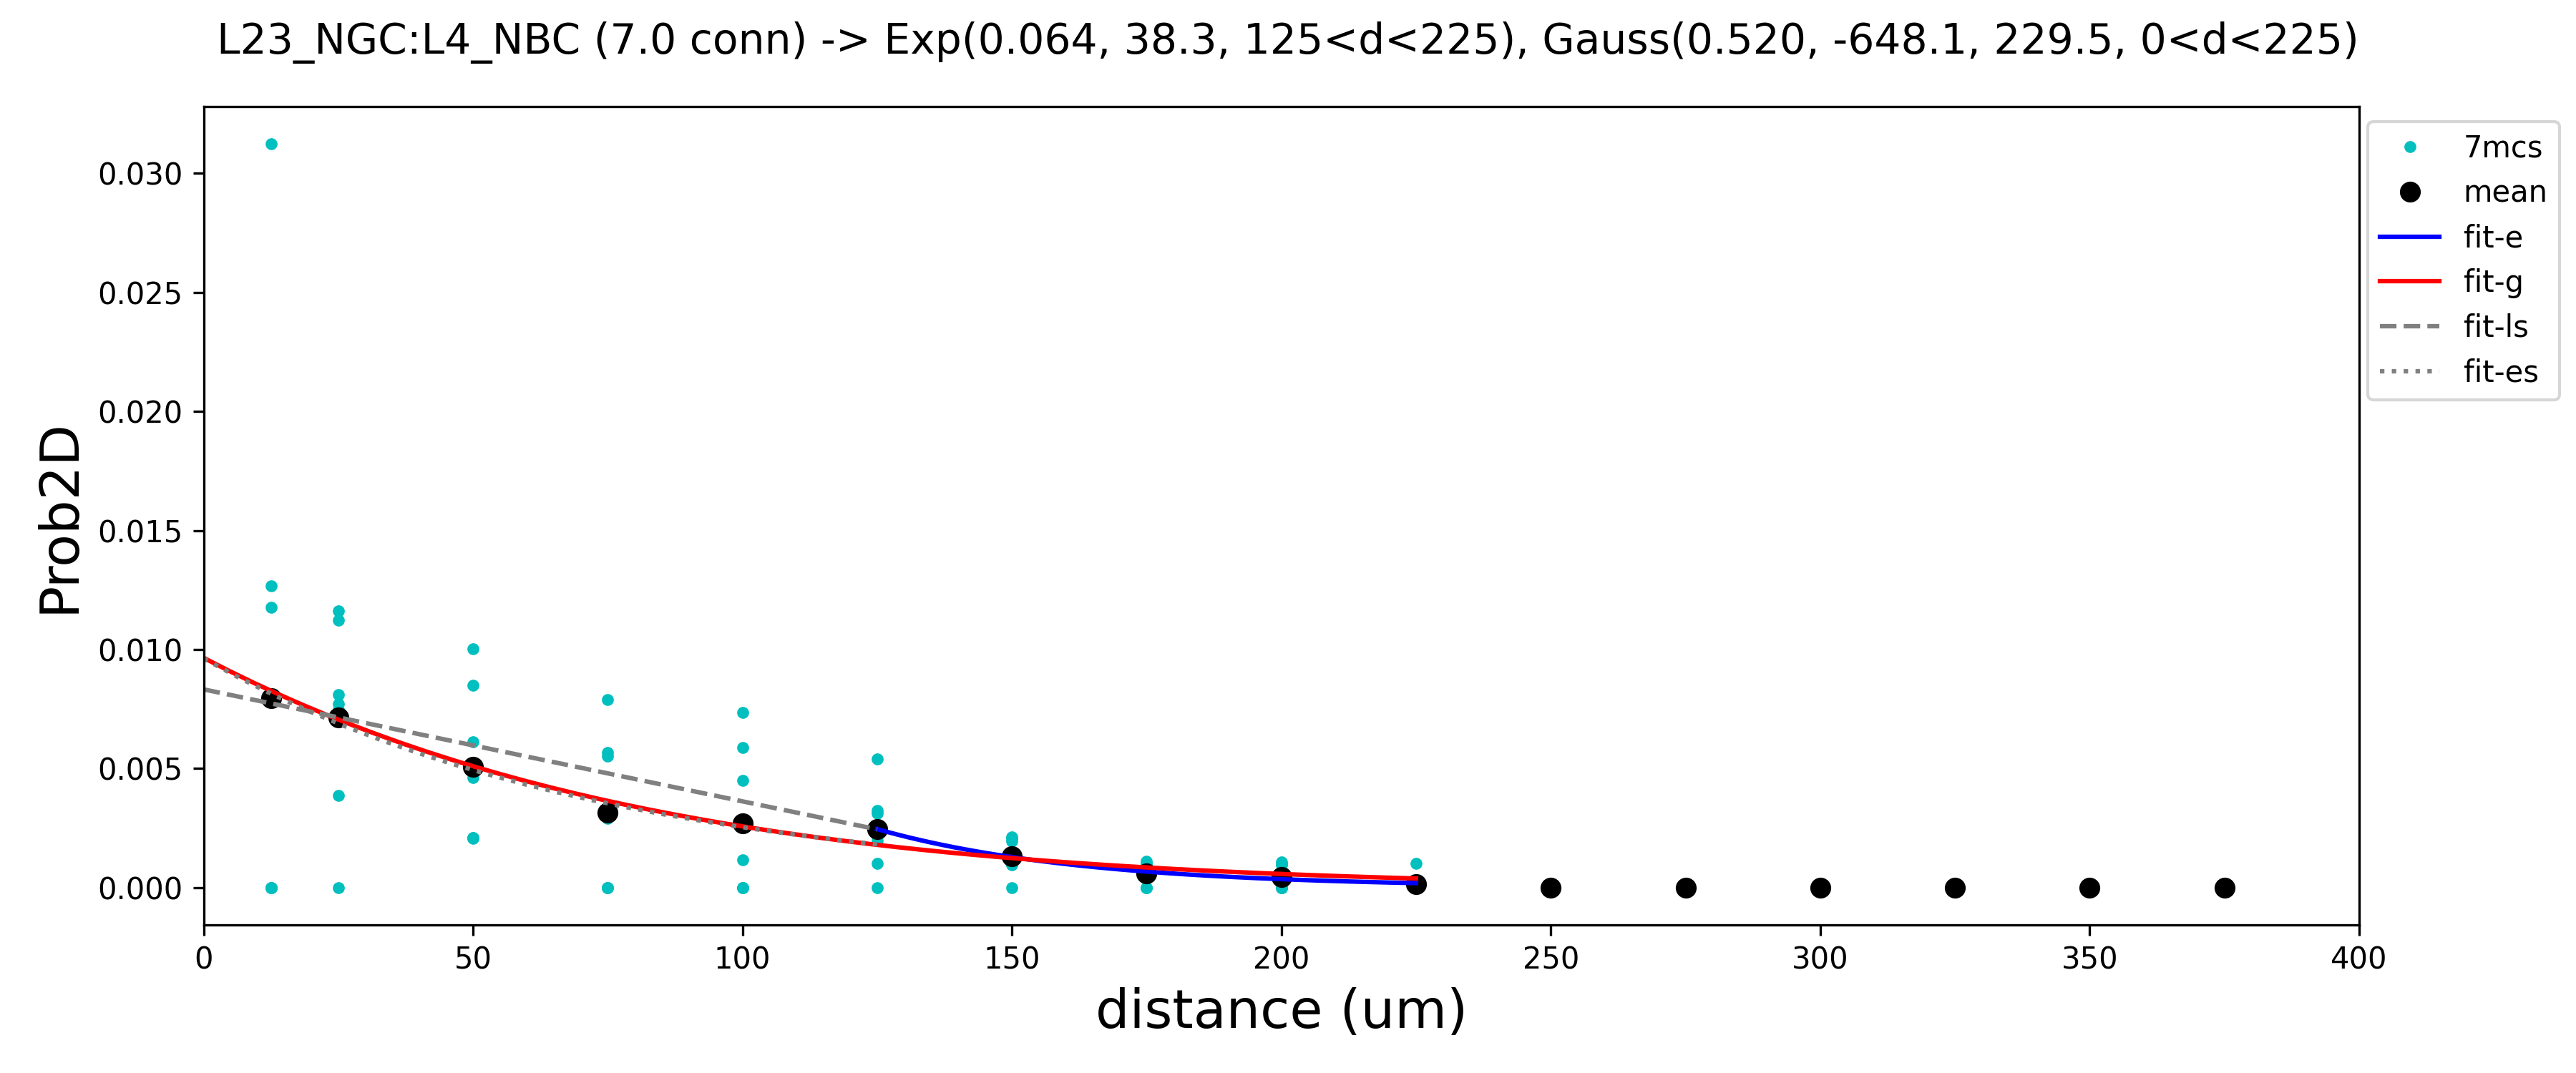 L23_NGC:L4_NBC (7.0 conn) -> Exp(0.064, 38.3, 125<d<225), Gauss(0.520, -648.1, 229.5, 0<d<225)
7mcs
mean
fit-e
fit-g
fit-ls
fit-es
Prob2D
0.030
0.025
0.020
0.015
0.010
0.005
0.000
0 50 100 150 200 250 300 350 400
distance (um)